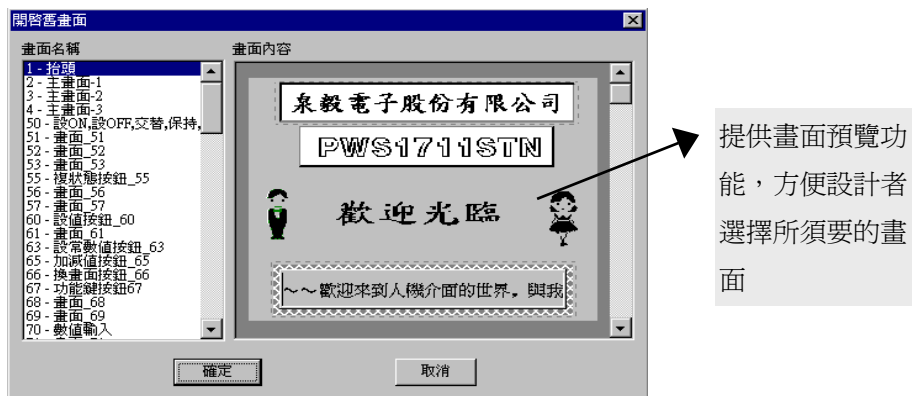 開啓舊畫面
畫面名稱
畫面內容
1 - 抬頭
2 - 主畫面-1
3 - 主畫面-2
4 - 主畫面-3
50 - 設ON,設OFF,交替,保持,
51 - 畫面_51
52 - 畫面_52
53 - 畫面_53
55 - 複狀態按鈕_55
56 - 畫面_56
57 - 畫面_57
60 - 設值按鈕_60
61 - 畫面_61
63 - 設常數值按鈕_63
65 - 加減值按鈕_65
66 - 換畫面按鈕_66
67 - 功能鍵按鈕67
68 - 畫面_68
69 - 畫面_69
70 - 數值輸入
泉毅電子股份有限公司
PWS1711STN
歡迎光臨
～～歡迎來到人機介面的世界。與我
確定
取消
提供畫面預覽功
能，方便設計者
選擇所須要的畫
面